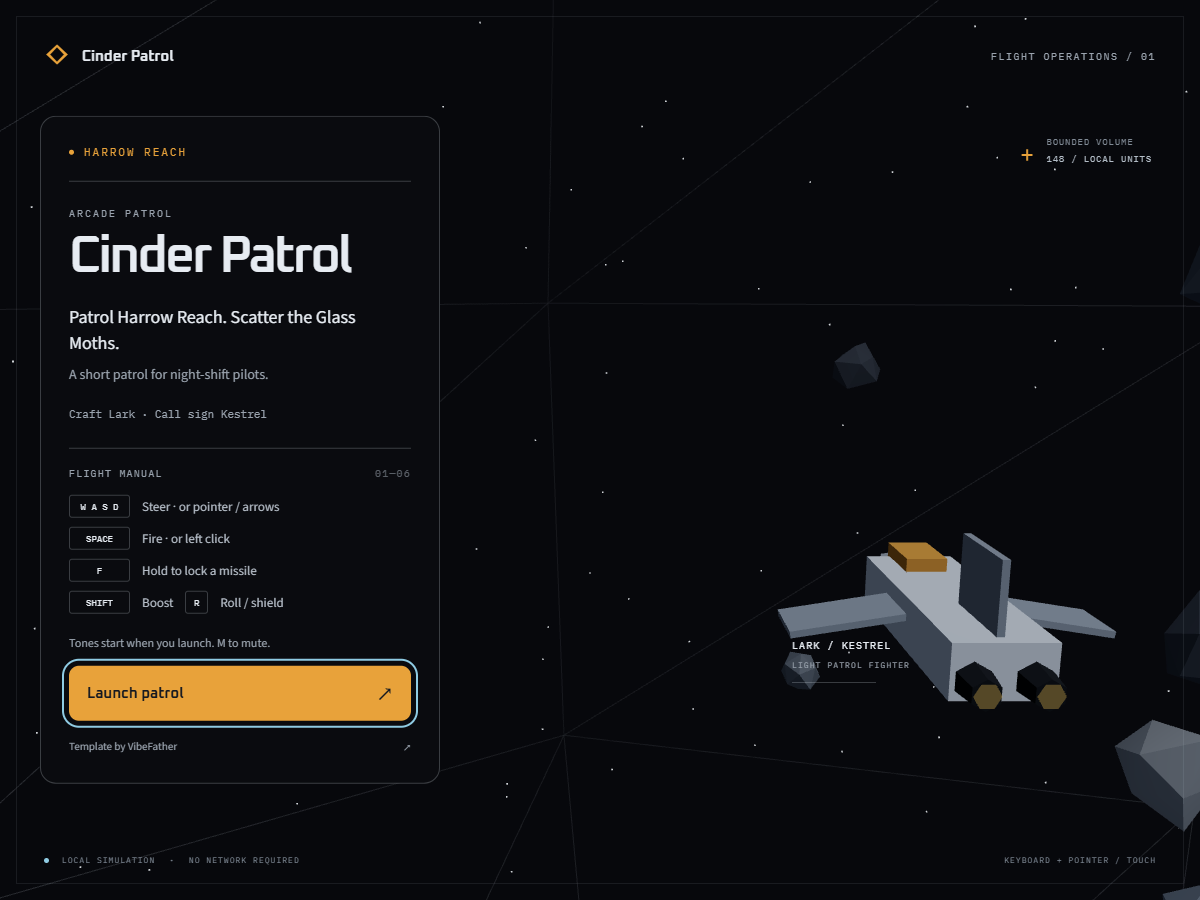 Cinder Patrol
FLIGHT OPERATIONS / 01
HARROW REACH
BOUNDED VOLUME
148 / LOCAL UNITS
ARCADE PATROL
Cinder Patrol
Patrol Harrow Reach. Scatter the Glass
Moths.
A short patrol for night-shift pilots.
Craft Lark · Call sign Kestrel
FLIGHT MANUAL 01—06
W A S D Steer · or pointer / arrows
SPACE Fire · or left click
F Hold to lock a missile
SHIFT Boost R Roll / shield
Tones start when you launch. M to mute.
Launch patrol ↗
Template by VibeFather ↗
LARK / KESTREL
LIGHT PATROL FIGHTER
LOCAL SIMULATION · NO NETWORK REQUIRED
KEYBOARD + POINTER / TOUCH